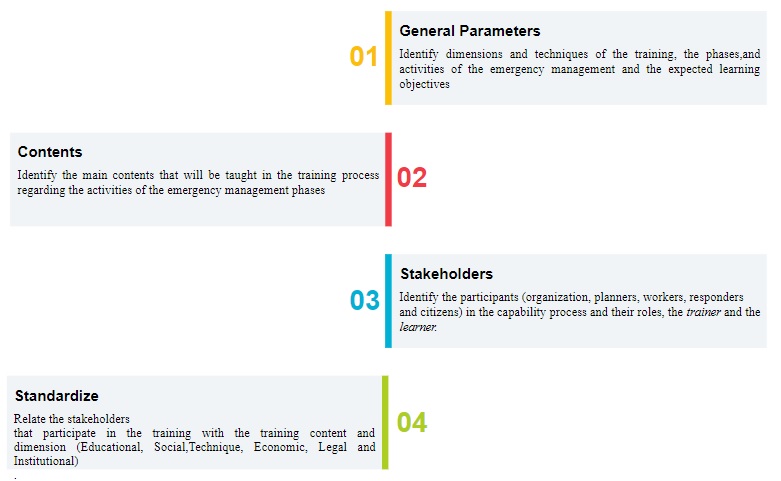 General Parameters
01
Identify dimensions and techniques of the training, the phases,and
activities of the emergency management and the expected learning
objectives
Contents
Identify the main contents that will be taught in the training process
regarding the activities of the emergency management phases
02
Stakeholders
03
Identify the participants (organization, planners, workers, responders
and citizens) in the capability process and their roles, the trainer and the
learner.
Standardize
Relate the stakeholders
that participate in the training with the training content and
dimension (Educational, Social,Technique, Economic, Legal and
Institutional)
.
04